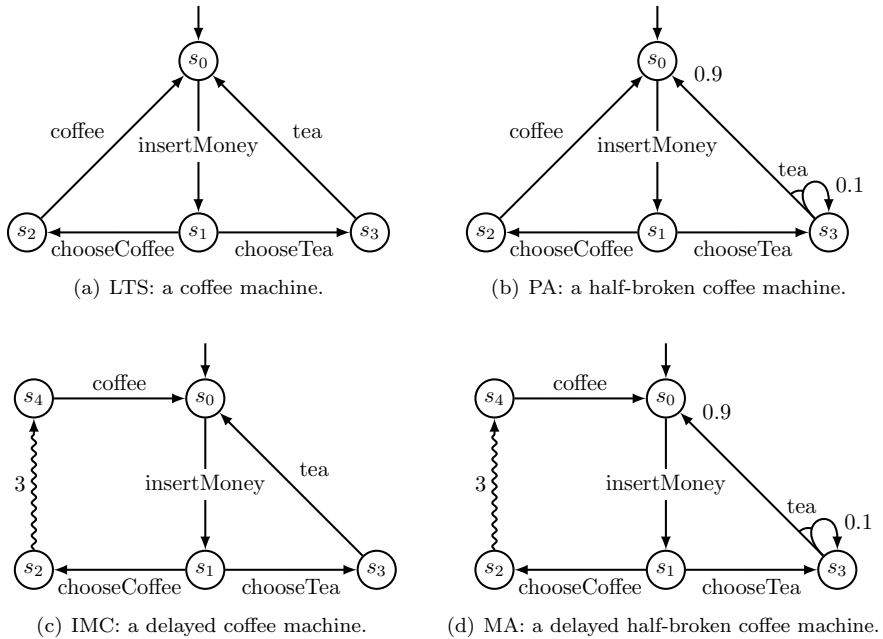 s0
coffee
insertMoney
tea
s2
chooseCoffee
s1
chooseTea
s3
(a) LTS: a coffee machine.
s0
0.9
coffee
insertMoney
tea
0.1
s2
chooseCoffee
s1
chooseTea
s3
(b) PA: a half-broken coffee machine.
s4
coffee
s0
3
insertMoney
tea
s2
chooseCoffee
s1
chooseTea
s3
(c) IMC: a delayed coffee machine.
s4
coffee
s0
0.9
3
insertMoney
tea
0.1
s2
chooseCoffee
s1
chooseTea
s3
(d) MA: a delayed half-broken coffee machine.